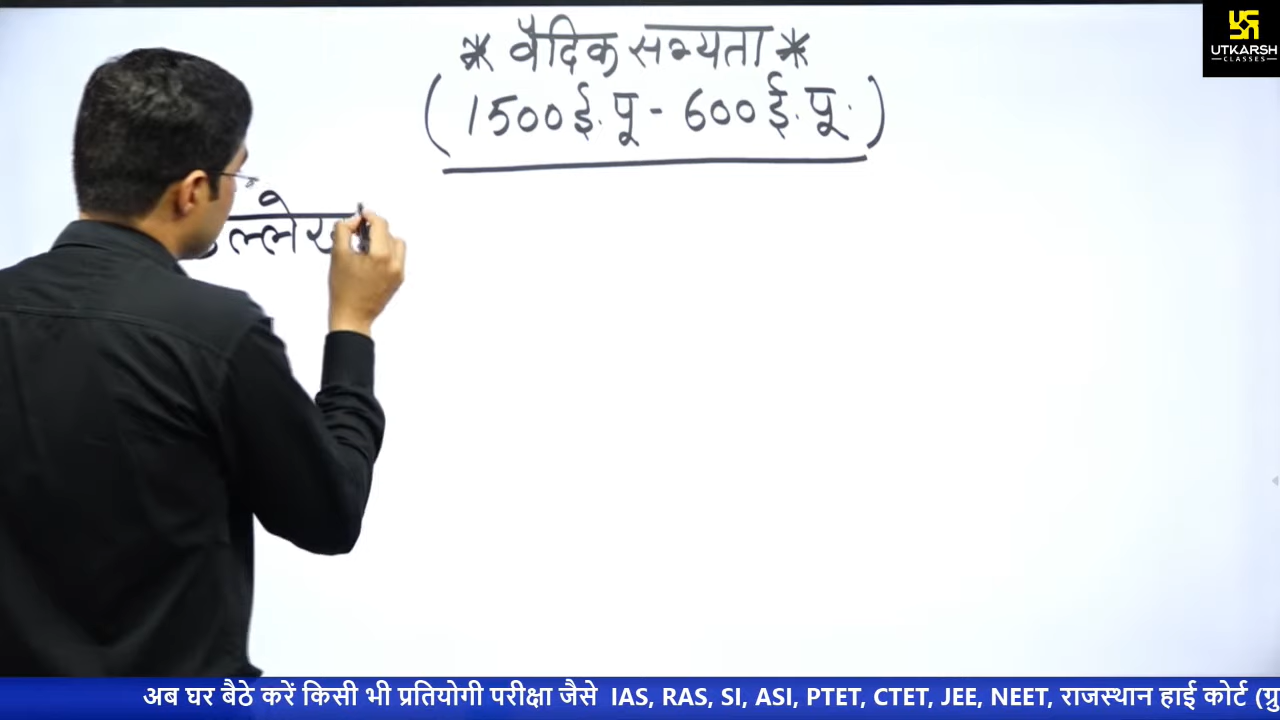 * वैदिक सभ्यता *
(1500 ई. पू - 600 ई. पू.)
उल्लेख
UTKARSH
CLASSES
अब घर बैठे करें किसी भी प्रतियोगी परीक्षा जैसे IAS, RAS, SI, ASI, PTET, CTET, JEE, NEET, राजस्थान हाई कोर्ट (ग्रु